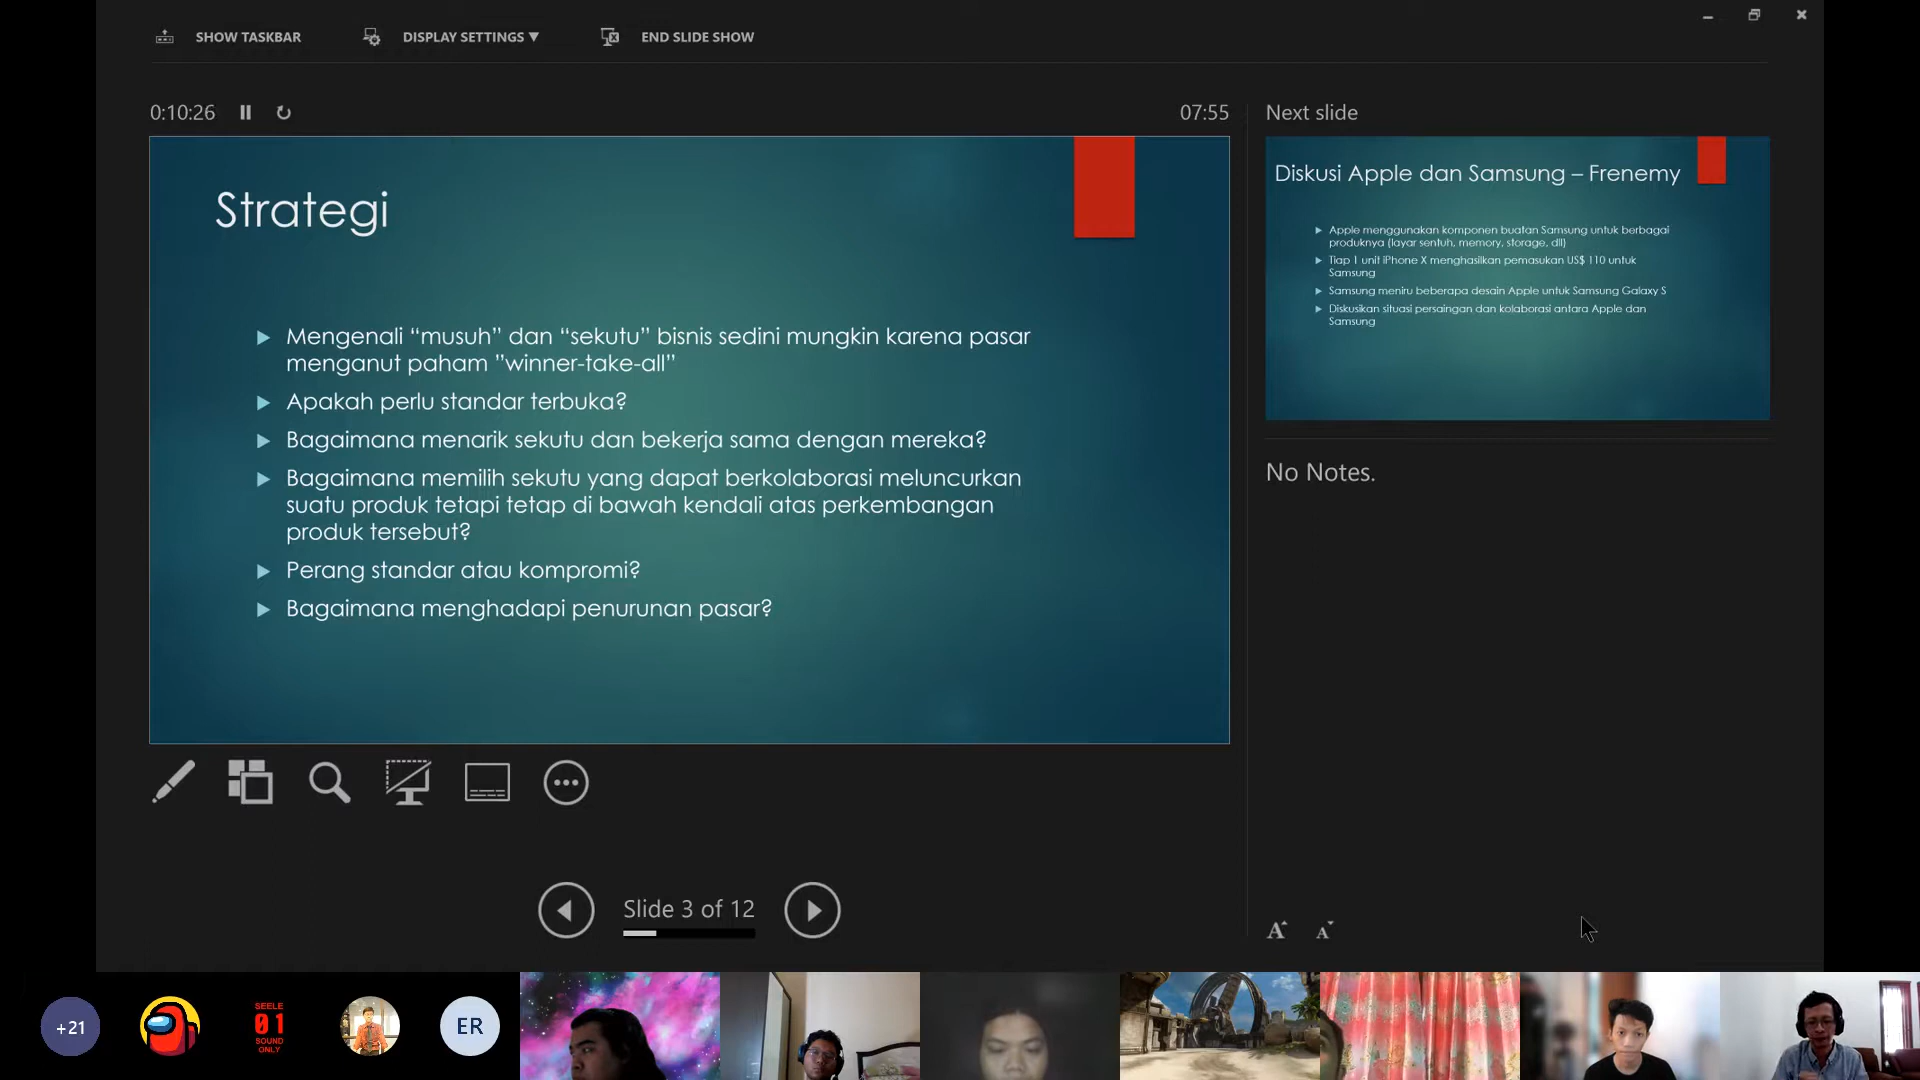 SHOW TASKBAR
DISPLAY SETTINGS ▼
END SLIDE SHOW
0:10:26
07:55
Strategi
Mengenali “musuh” dan “sekutu” bisnis sedini mungkin karena pasar
menganut paham ”winner-take-all”
Apakah perlu standar terbuka?
Bagaimana menarik sekutu dan bekerja sama dengan mereka?
Bagaimana memilih sekutu yang dapat berkolaborasi meluncurkan
suatu produk tetapi tetap di bawah kendali atas perkembangan
produk tersebut?
Perang standar atau kompromi?
Bagaimana menghadapi penurunan pasar?
Slide 3 of 12
Next slide
Diskusi Apple dan Samsung – Frenemy
Apple menggunakan komponen buatan Samsung untuk berbagai
produknya (layar sentuh, memory, storage, dll)
Tiap 1 unit iPhone X menghasilkan pemasukan US$ 110 untuk
Samsung
Samsung meniru beberapa desain Apple untuk Samsung Galaxy S
Diskusikan situasi persaingan dan kolaborasi antara Apple dan
Samsung
No Notes.
A A
+21
SEELE
01
SOUND
ONLY
ER